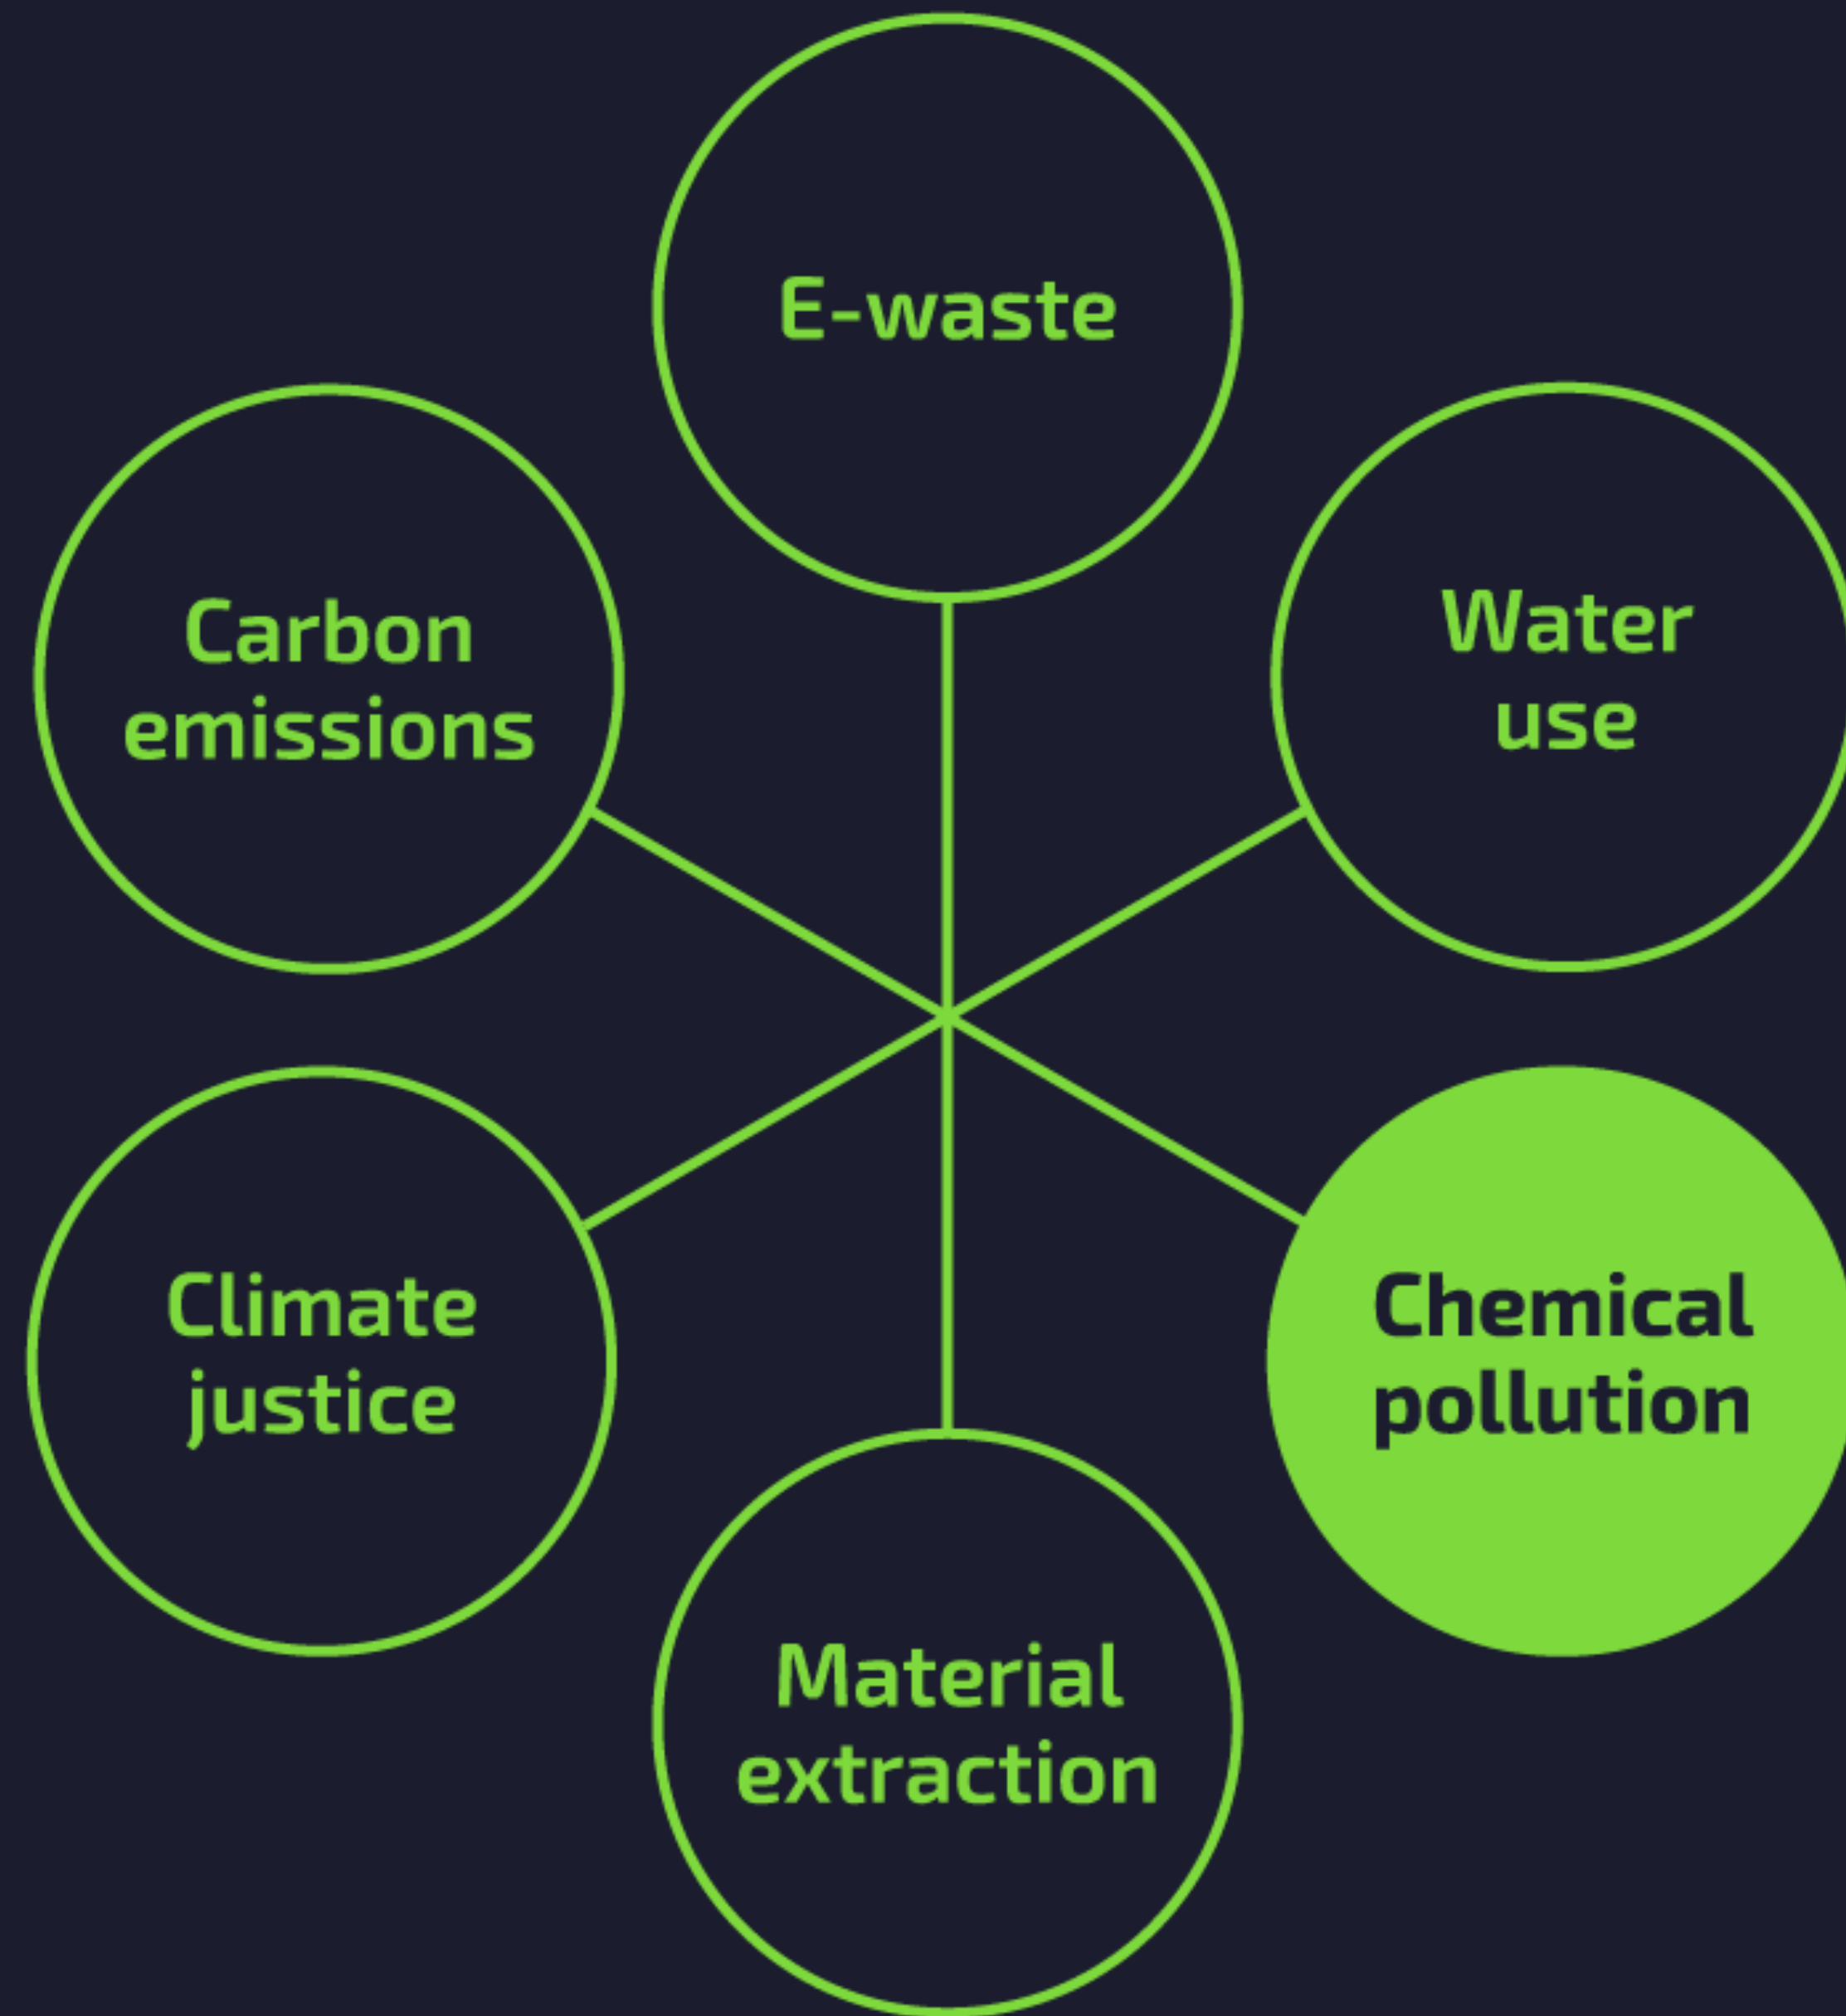 E-waste
Carbon
emissions
Water
use
Climate
justice
Chemical
pollution
Material
extraction